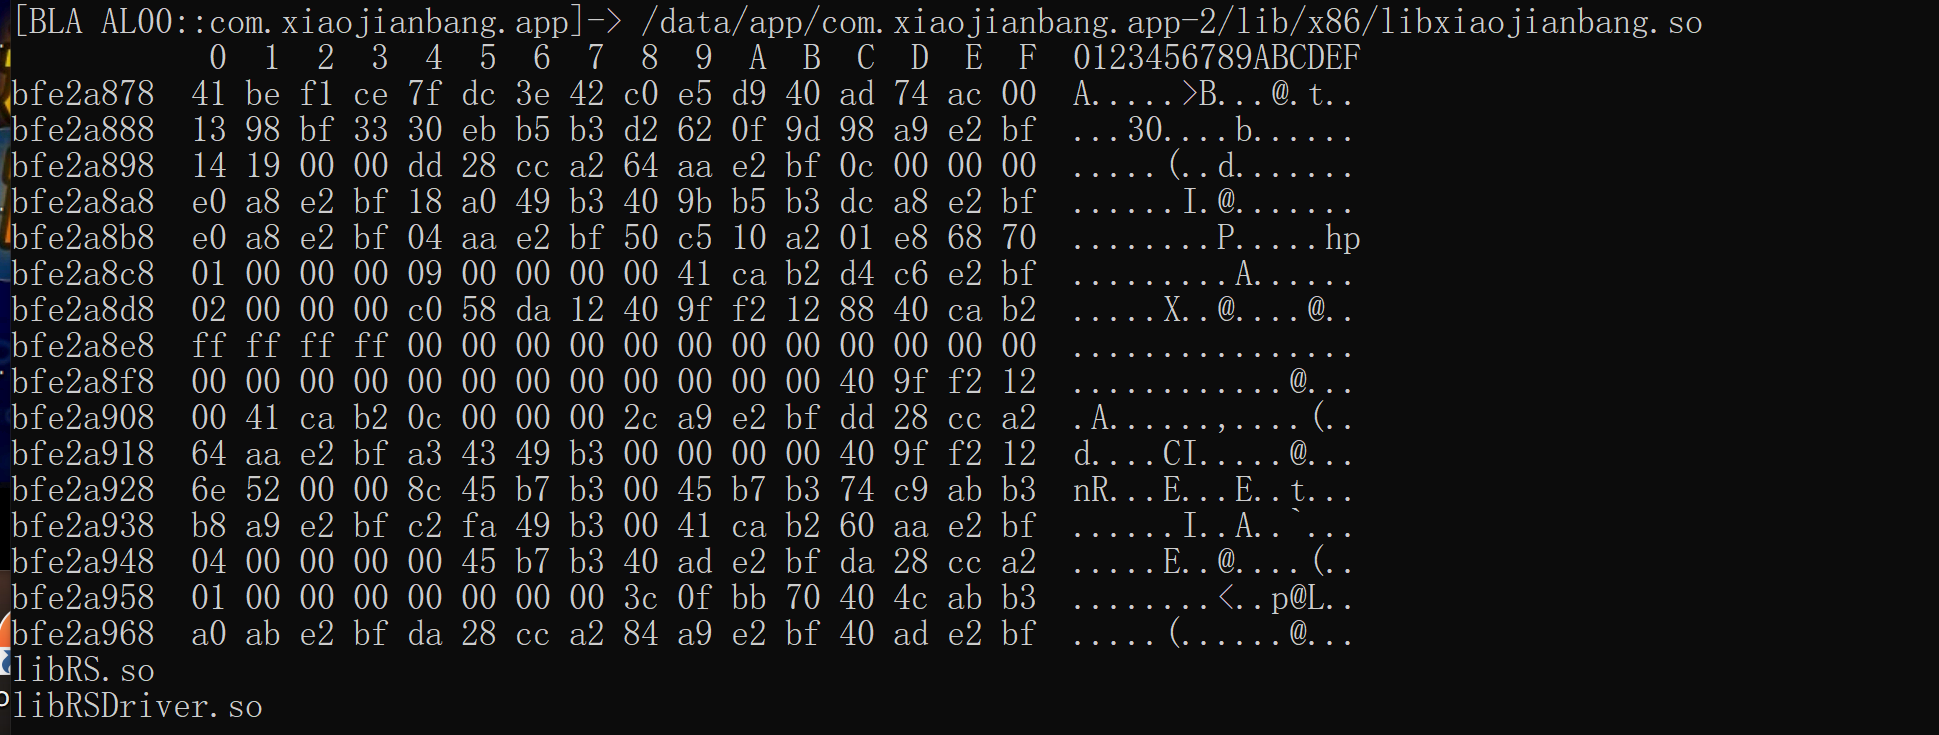 [BLA AL00::com.xiaojianbang.app]-> /data/app/com.xiaojianbang.app-2/lib/x86/libxiaojianbang.so
0 1 2 3 4 5 6 7 8 9 A B C D E F 0123456789ABCDEF
bfe2a878 41 be f1 ce 7f dc 3e 42 c0 e5 d9 40 ad 74 ac 00 A.....>B...@.t..
bfe2a888 13 98 bf 33 30 eb b5 b3 d2 62 0f 9d 98 a9 e2 bf ...30....b......
bfe2a898 14 19 00 00 dd 28 cc a2 64 aa e2 bf 0c 00 00 00 .....(..d.......
bfe2a8a8 e0 a8 e2 bf 18 a0 49 b3 40 9b b5 b3 dc a8 e2 bf ......I.@.......
bfe2a8b8 e0 a8 e2 bf 04 aa e2 bf 50 c5 10 a2 01 e8 68 70 ........P.....hp
bfe2a8c8 01 00 00 00 09 00 00 00 00 41 ca b2 d4 c6 e2 bf .........A......
bfe2a8d8 02 00 00 00 c0 58 da 12 40 9f f2 12 88 40 ca b2 .....X..@....@..
bfe2a8e8 ff ff ff ff 00 00 00 00 00 00 00 00 00 00 00 00 ................
bfe2a8f8 00 00 00 00 00 00 00 00 00 00 00 00 40 9f f2 12 ............@...
bfe2a908 00 41 ca b2 0c 00 00 00 2c a9 e2 bf dd 28 cc a2 .A......,....(..
bfe2a918 64 aa e2 bf a3 43 49 b3 00 00 00 00 40 9f f2 12 d....CI.....@...
bfe2a928 6e 52 00 00 8c 45 b7 b3 00 45 b7 b3 74 c9 ab b3 nR...E...E..t...
bfe2a938 b8 a9 e2 bf c2 fa 49 b3 00 41 ca b2 60 aa e2 bf ......I..A..`...
bfe2a948 04 00 00 00 00 45 b7 b3 40 ad e2 bf da 28 cc a2 .....E..@....(..
bfe2a958 01 00 00 00 00 00 00 00 3c 0f bb 70 40 4c ab b3 ........<..p@L..
bfe2a968 a0 ab e2 bf da 28 cc a2 84 a9 e2 bf 40 ad e2 bf .....(......@...
libRS.so
libRSDriver.so